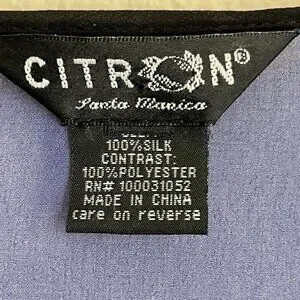 CITRON®
Santa Monica
100%SILK
CONTRAST:
100%POLYESTER
RN# 100031052
MADE IN CHINA
care on reverse